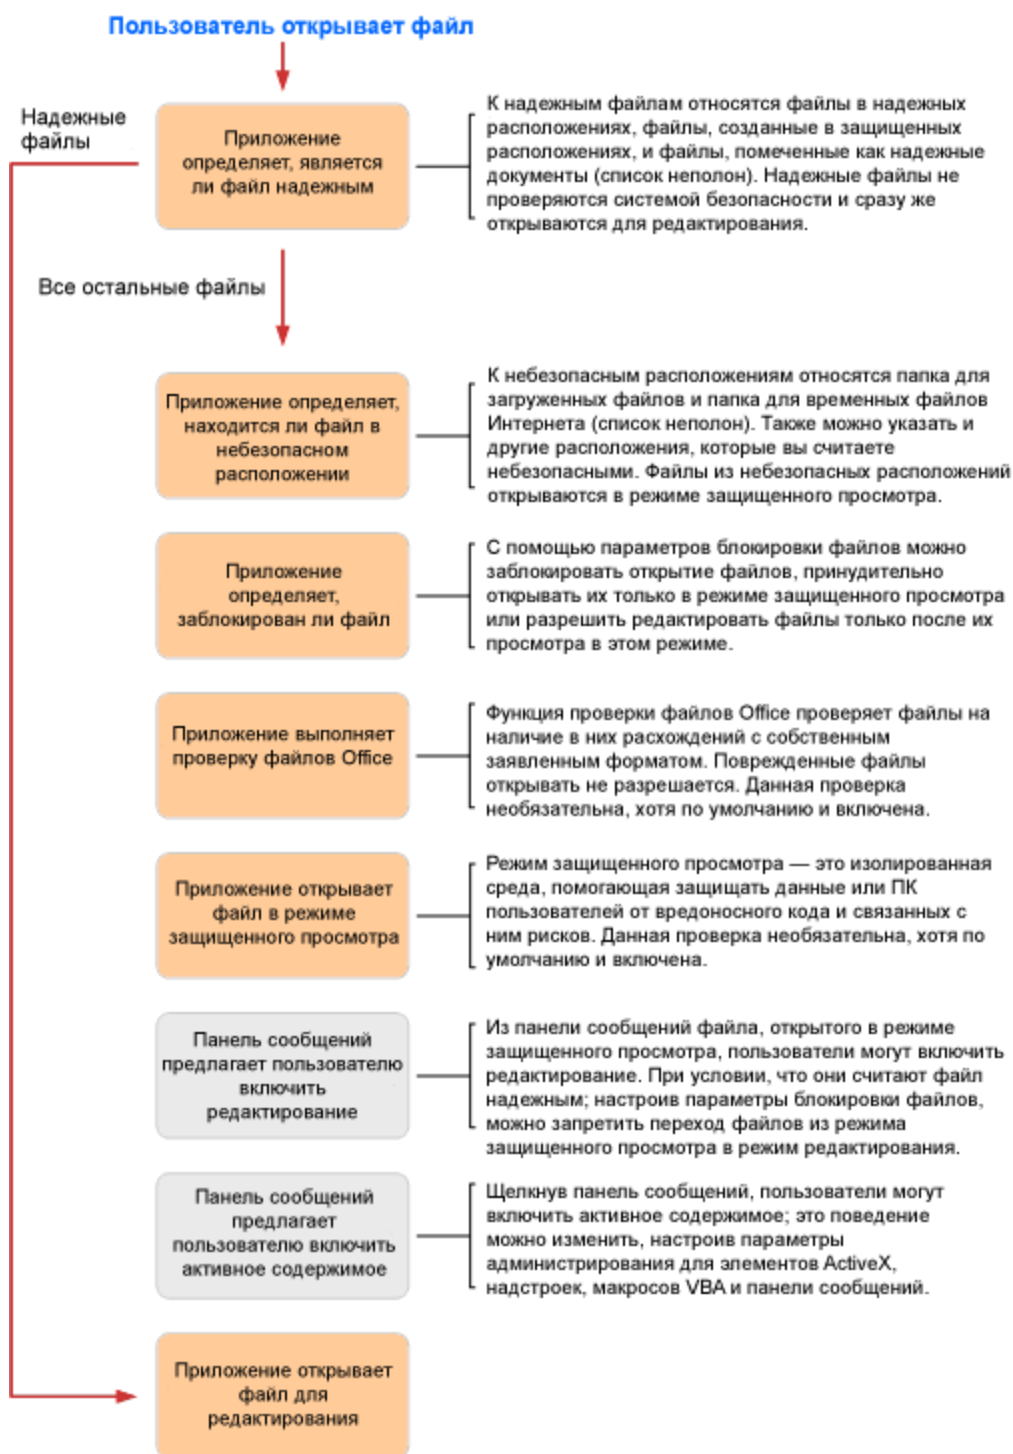 Пользователь открывает файл
Надежные
файлы
Приложение
определяет, является
ли файл надежным
К надежным файлам относятся файлы в надежных
расположениях, файлы, созданные в защищенных
расположениях, и файлы, помеченные как надежные
документы (список неполон). Надежные файлы не
проверяются системой безопасности и сразу же
открываются для редактирования.
Все остальные файлы
Приложение определяет,
находится ли файл в
небезопасном
расположении
К небезопасным расположениям относятся папка для
загруженных файлов и папка для временных файлов
Интернета (список неполон). Также можно указать и
другие расположения, которые вы считаете
небезопасными. Файлы из небезопасных расположений
открываются в режиме защищенного просмотра.
Приложение
определяет,
заблокирован ли файл
С помощью параметров блокировки файлов можно
заблокировать открытие файлов, принудительно
открывать их только в режиме защищенного просмотра
или разрешить редактировать файлы только после их
просмотра в этом режиме.
Приложение выполняет
проверку файлов Office
Функция проверки файлов Office проверяет файлы на
наличие в них расхождений с собственным
заявленным форматом. Поврежденные файлы
открывать не разрешается. Данная проверка
необязательна, хотя по умолчанию и включена.
Приложение открывает
файл в режиме
защищенного просмотра
Режим защищенного просмотра — это изолированная
среда, помогающая защищать данные или ПК
пользователей от вредоносного кода и связанных с
ним рисков. Данная проверка необязательна, хотя по
умолчанию и включена.
Панель сообщений
предлагает пользователю
включить
редактирование
Из панели сообщений файла, открытого в режиме
защищенного просмотра, пользователи могут включить
редактирование. При условии, что они считают файл
надежным; настроив параметры блокировки файлов,
можно запретить переход файлов из режима
защищенного просмотра в режим редактирования.
Панель сообщений
предлагает
пользователю включить
активное содержимое
Щелкнув панель сообщений, пользователи могут
включить активное содержимое; это поведение
можно изменить, настроив параметры
администрирования для элементов ActiveX,
надстроек, макросов VBA и панели сообщений.
Приложение открывает
файл для
редактирования